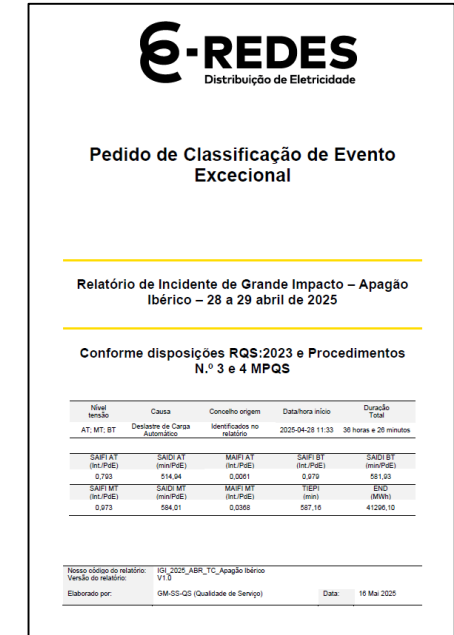 E-REDES
Distribuição de Eletricidade
Pedido de Classificação de Evento
Excecional
Relatório de Incidente de Grande Impacto – Apagão
Ibérico – 28 a 29 abril de 2025
Conforme disposições RQS:2023 e Procedimentos
N.º 3 e 4 MPQS
Nível tensão Causa Concelho origem Data/hora início Duração Total
AT; MT; BT Deslastre de Carga Automático Identificados no relatório 2025-04-28 11:33 36 horas e 26 minutos
SAIFI AT (Int./PdE) SAIDI AT (min/PdE) MAIFI AT (Int./PdE) SAIFI BT (Int./PdE) SAIDI BT (min/PdE)
0,793 514,94 0,0061 0,979 581,93
SAIFI MT (Int./PdE) SAIDI MT (min/PdE) MAIFI MT (Int./PdE) TIEPI (min) END (MWh)
0,973 584,01 0,0368 587,16 41296,10
Nosso código do relatório: IGI_2025_ABR_TC_Apagão Ibérico
Versão do relatório: V1.0
Elaborado por: GM-SS-QS (Qualidade de Serviço) Data: 16 Mai 2025